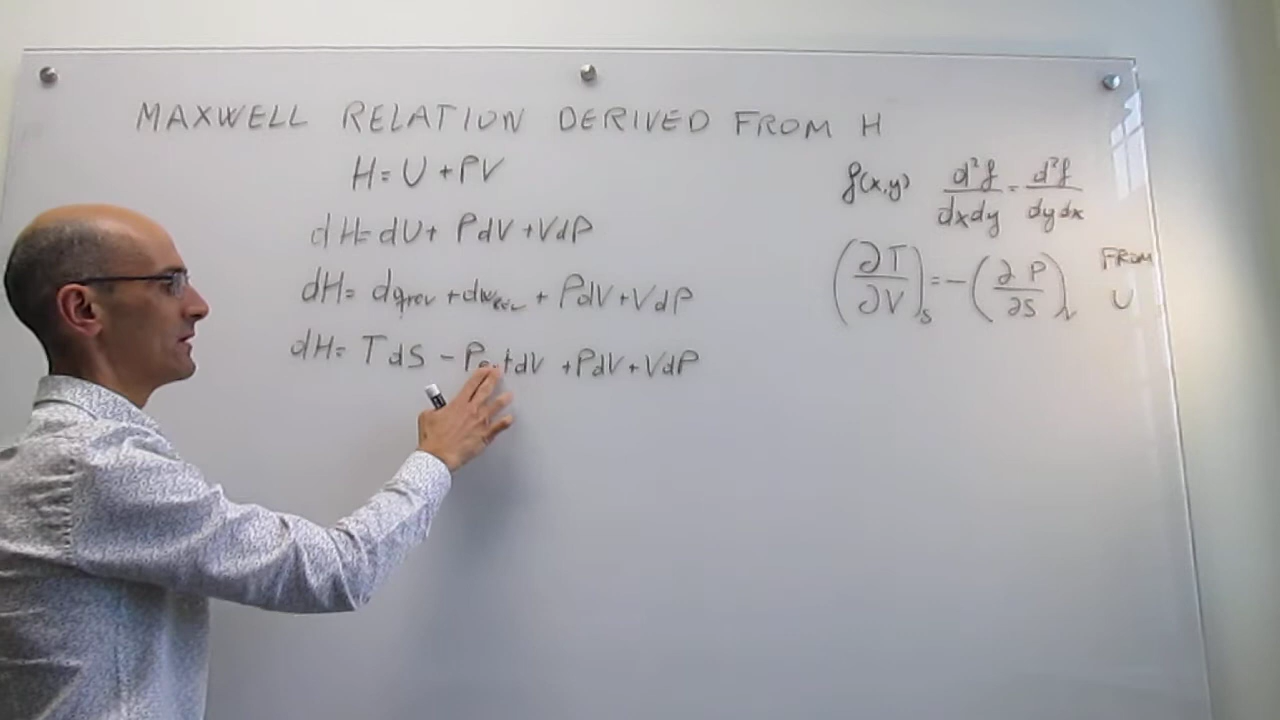 MAXWELL RELATION DERIVED FROM H
H = U + PV
dH = dU + PdV + VdP
dH = dqrev + dwrev + PdV + VdP
dH = TdS - Pext dV + PdV + VdP
f(x,y) d²f/dxdy = d²f/dydx
(∂T/∂V)s = -(∂P/∂S)v FROM U